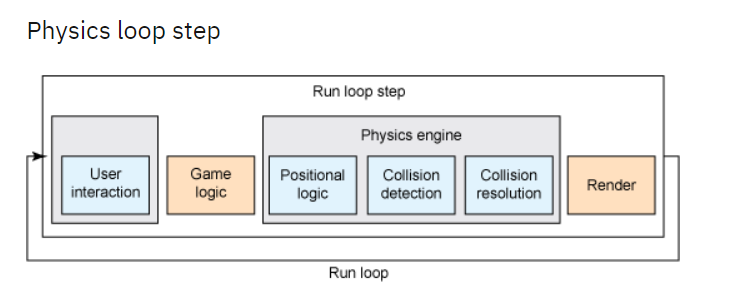 Physics loop step
Run loop step
Physics engine
User
interaction
Game
logic
Positional
logic
Collision
detection
Collision
resolution
Render
Run loop